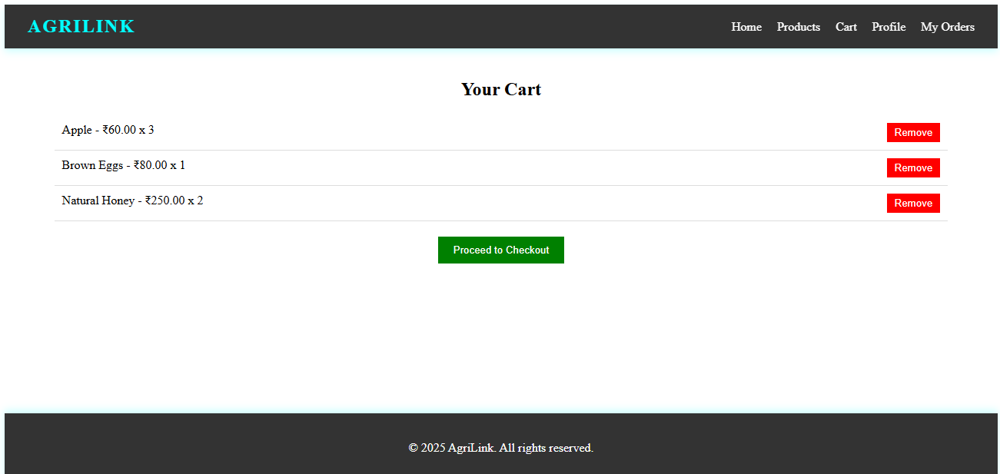 AGRILINK
Home Products Cart Profile My Orders
Your Cart
Apple - ₹60.00 x 3 Remove
Brown Eggs - ₹80.00 x 1 Remove
Natural Honey - ₹250.00 x 2 Remove
Proceed to Checkout
© 2025 AgriLink. All rights reserved.